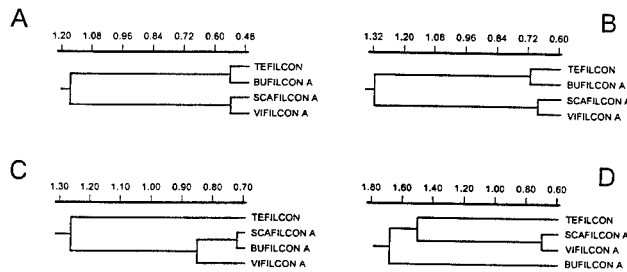 A
1.20 1.08 0.96 0.84 0.72 0.60 0.48
TEFILCON
BUFILCON A
SCAFILCON A
VIFILCON A
B
1.32 1.20 1.08 0.96 0.84 0.72 0.60
TEFILCON
BUFILCON A
SCAFILCON A
VIFILCON A
C
1.30 1.20 1.10 1.00 0.90 0.80 0.70
TEFILCON
SCAFILCON A
BUFILCON A
VIFILCON A
D
1.80 1.60 1.40 1.20 1.00 0.80 0.60
TEFILCON
SCAFILCON A
VIFILCON A
BUFILCON A